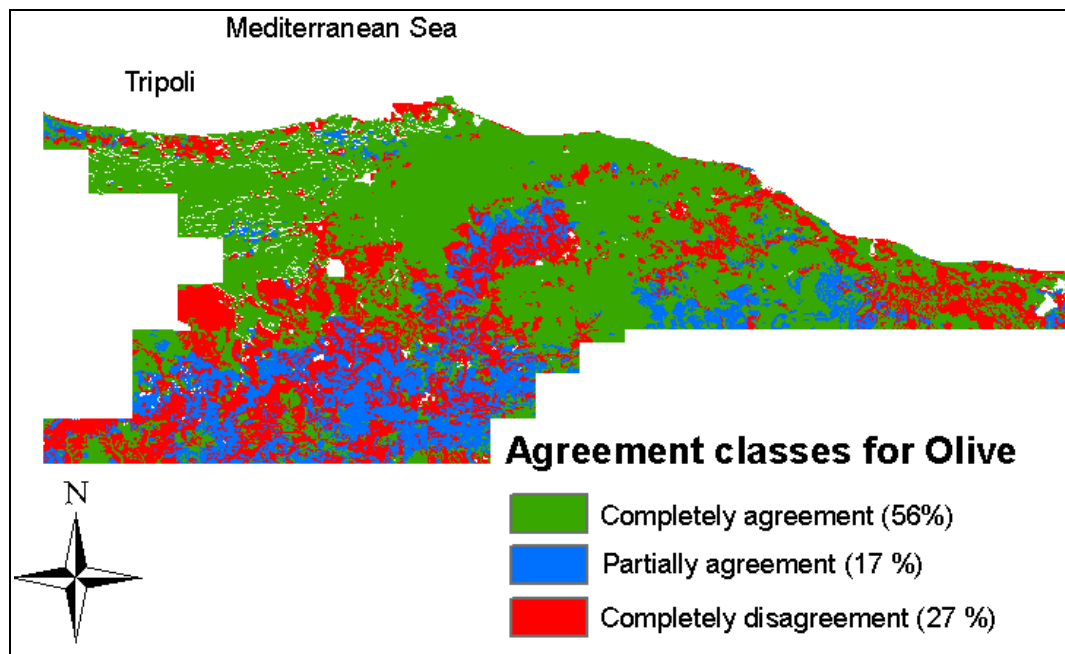 Mediterranean Sea
Tripoli
Agreement classes for Olive
N
Completely agreement (56%)
Partially agreement (17 %)
Completely disagreement (27 %)